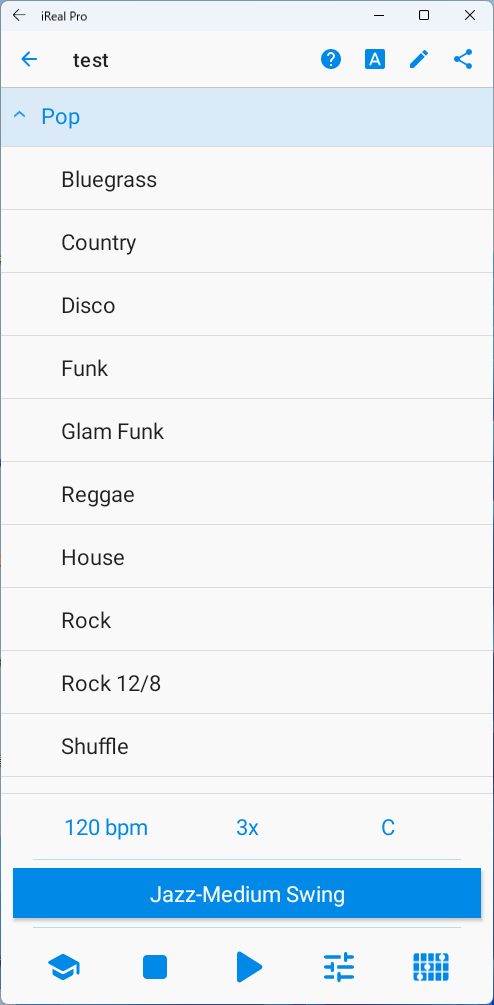 iReal Pro
test
A
Pop
Bluegrass
Country
Disco
Funk
Glam Funk
Reggae
House
Rock
Rock 12/8
Shuffle
120 bpm 3x C
Jazz-Medium Swing